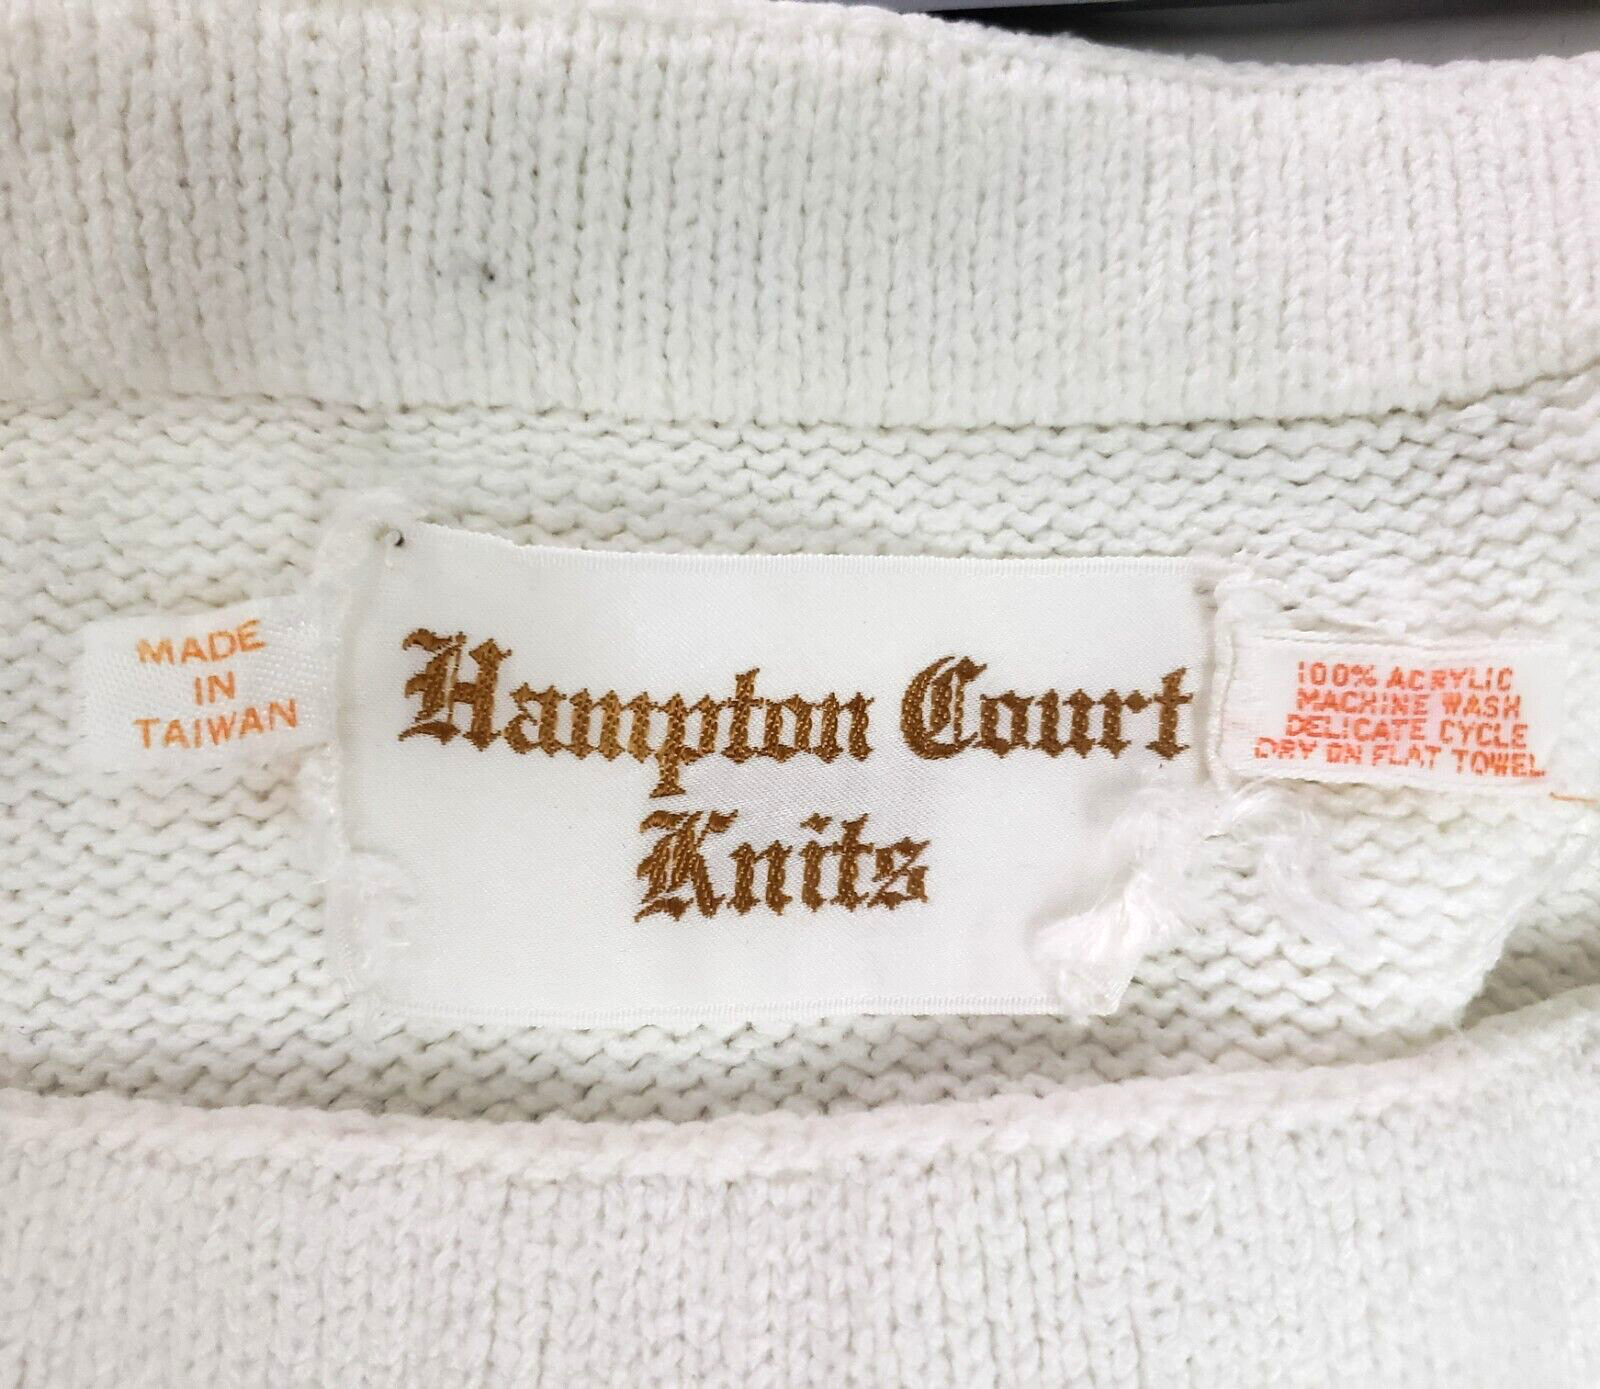 MADE
IN
TAIWAN
Hampton Court
Knits
100% ACRYLIC
MACHINE WASH
DELICATE CYCLE
DRY ON FLAT TOWEL